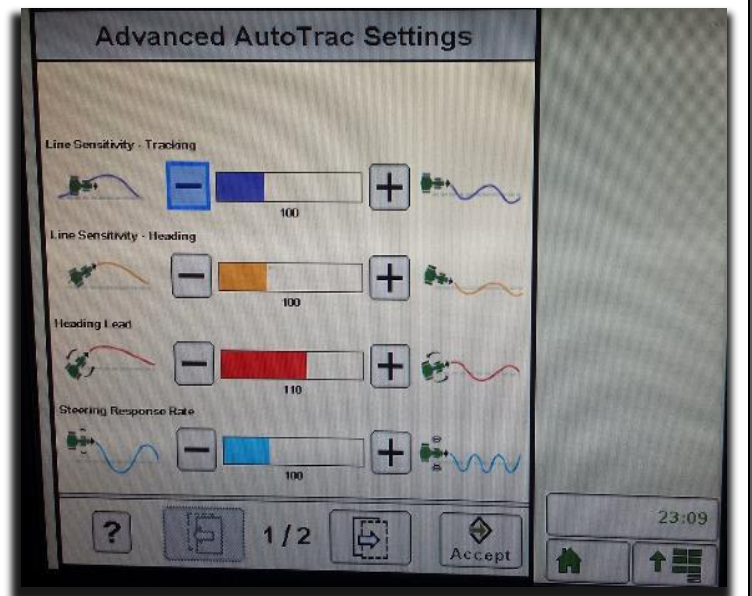 Advanced AutoTrac Settings
Line Sensitivity - Tracking
100
Line Sensitivity - Heading
100
Heading Lead
110
Steering Response Rate
100
?
1/2
Accept
23:09